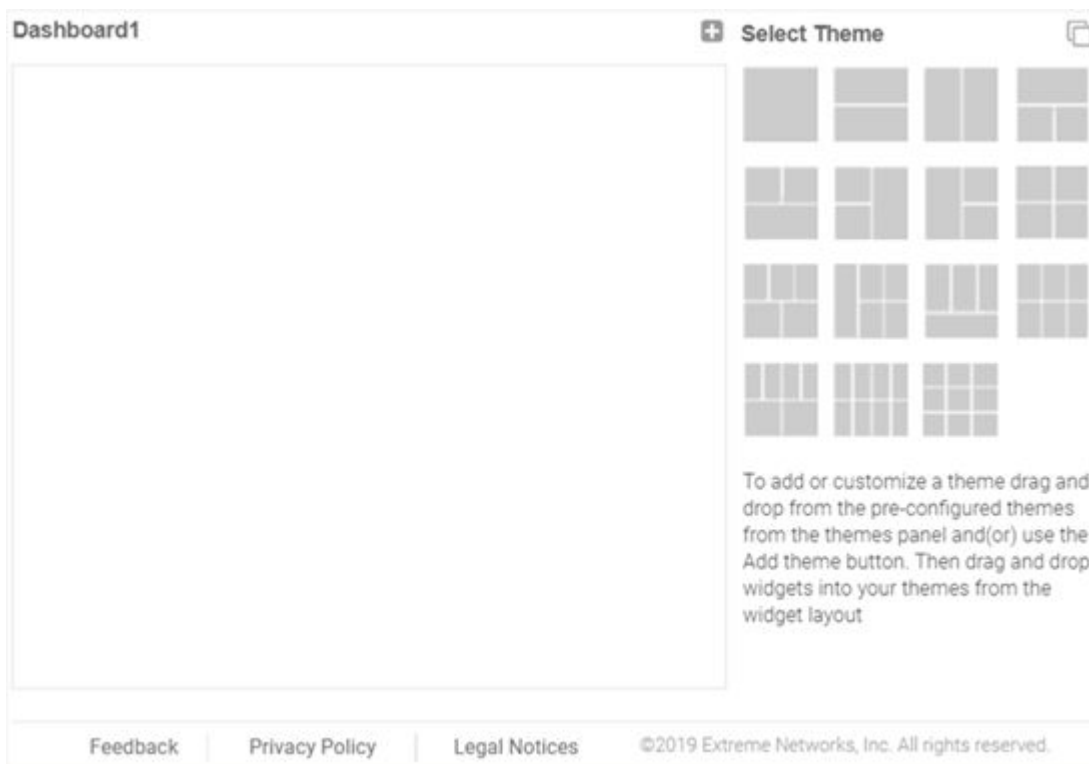 Dashboard1
Select Theme
To add or customize a theme drag and
drop from the pre-configured themes
from the themes panel and(or) use the
Add theme button. Then drag and drop
widgets into your themes from the
widget layout
Feedback Privacy Policy Legal Notices ©2019 Extreme Networks, Inc. All rights reserved.